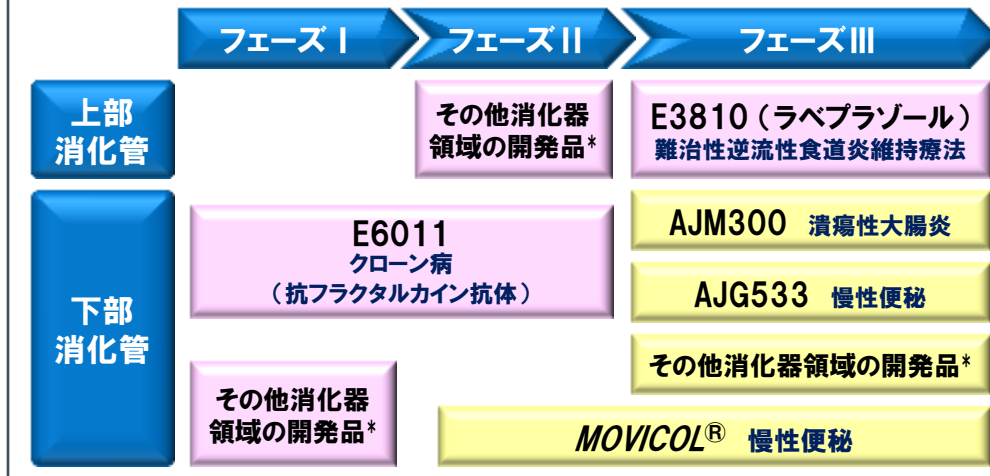 フェーズⅠ
フェーズⅡ
フェーズⅢ
上部
消化管
その他消化器
領域の開発品*
E3810（ラベプラゾール）
難治性逆流性食道炎維持療法
下部
消化管
E6011
クローン病
（抗フラクタルカイン抗体）
AJM300 潰瘍性大腸炎
AJG533 慢性便秘
その他消化器領域の開発品*
その他消化器
領域の開発品*
MOVICOL® 慢性便秘